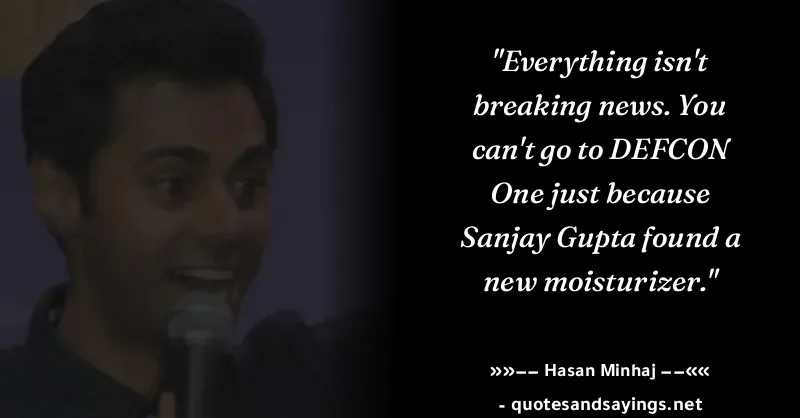 "Everything isn't
breaking news. You
can't go to DEFCON
One just because
Sanjay Gupta found a
new moisturizer."
»»−− Hasan Minhaj −−««
- quotesandsayings.net